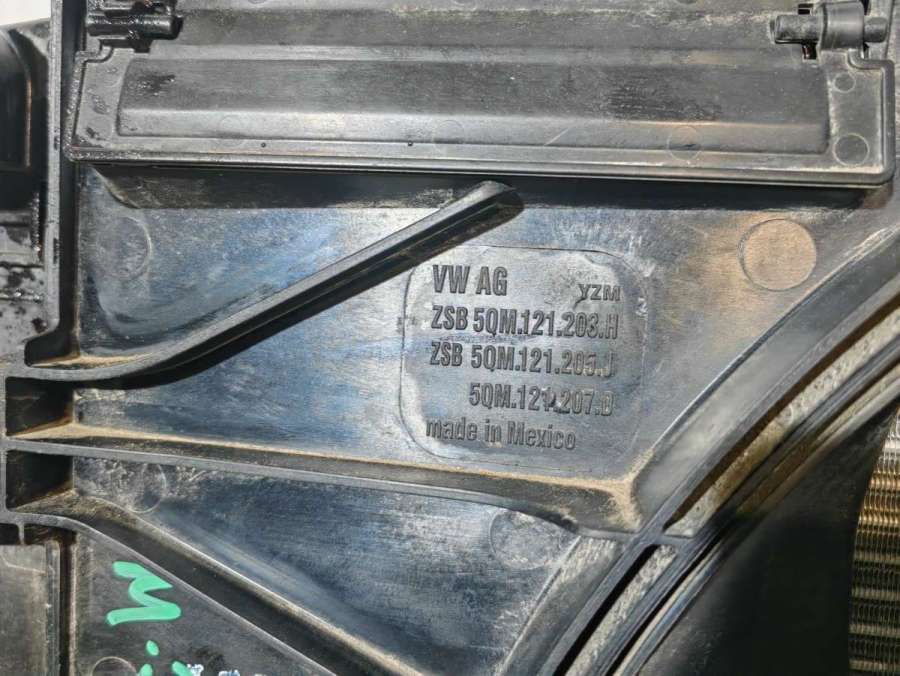 VW AG YZM
ZSB 5QM.121.203.H
ZSB 5QM.121.205.J
5QM.121.207.D
made in Mexico